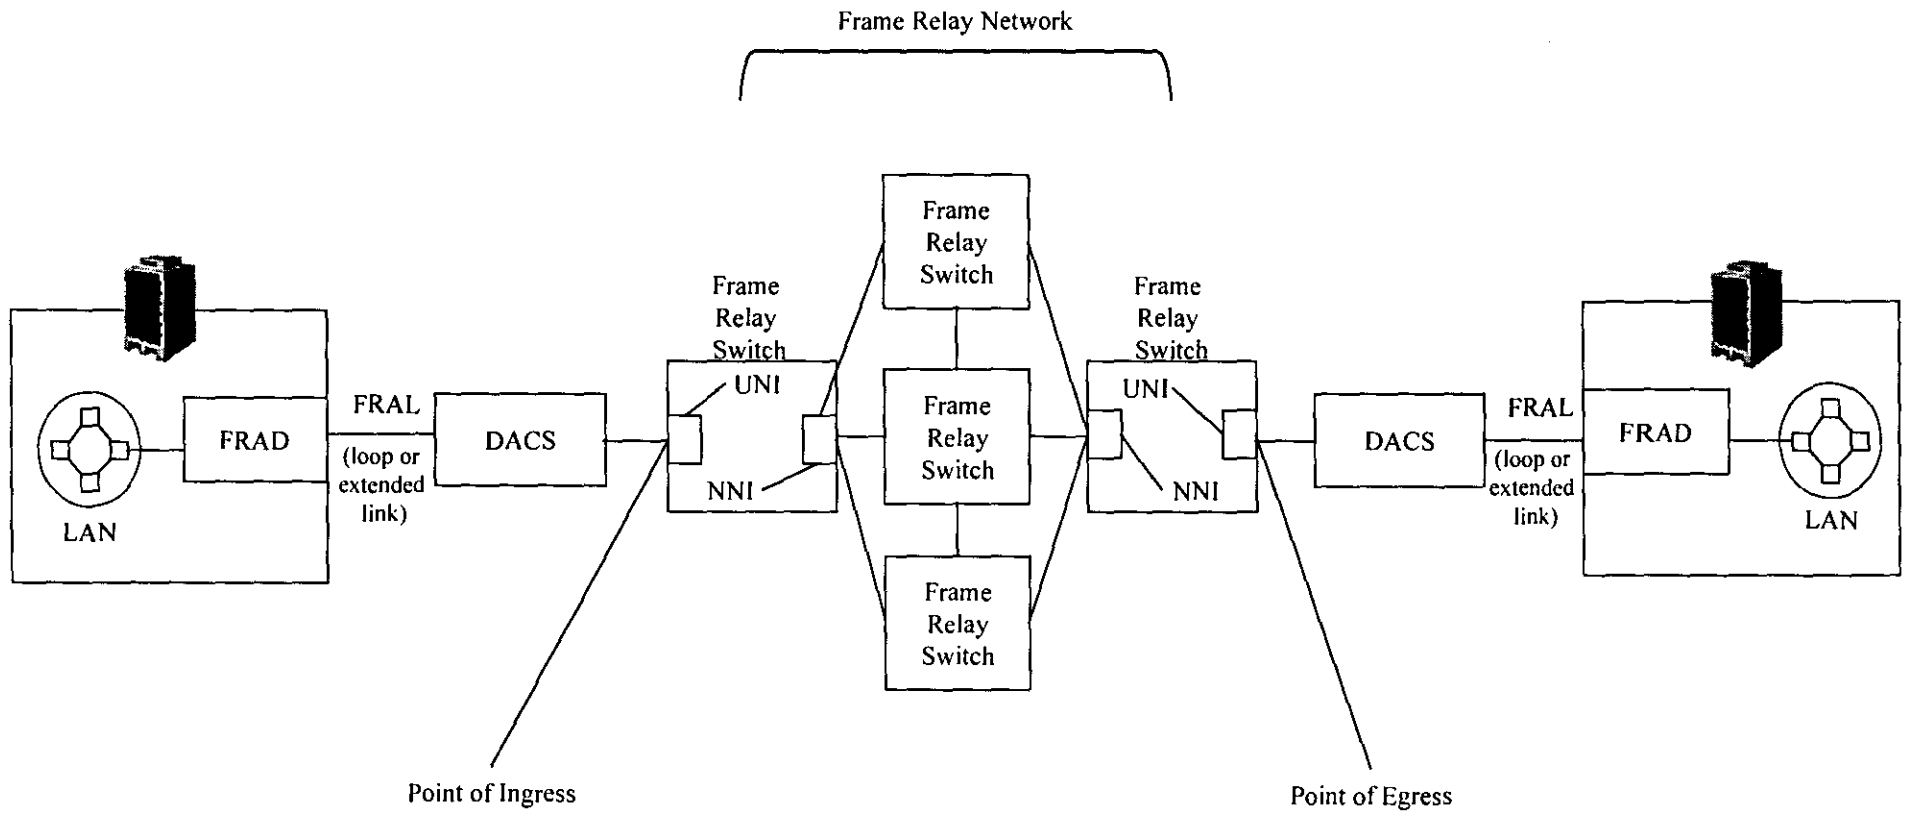 Frame Relay Network
Frame
Relay
Switch
Frame
Relay
Switch
Frame
Relay
Switch
UNI
UNI
FRAL
FRAL
Frame
Relay
Switch
FRAD
DACS
DACS
FRAD
(loop or
extended
link)
(loop or
extended
link)
NNI
NNI
LAN
LAN
Frame
Relay
Switch
Point of Ingress
Point of Egress